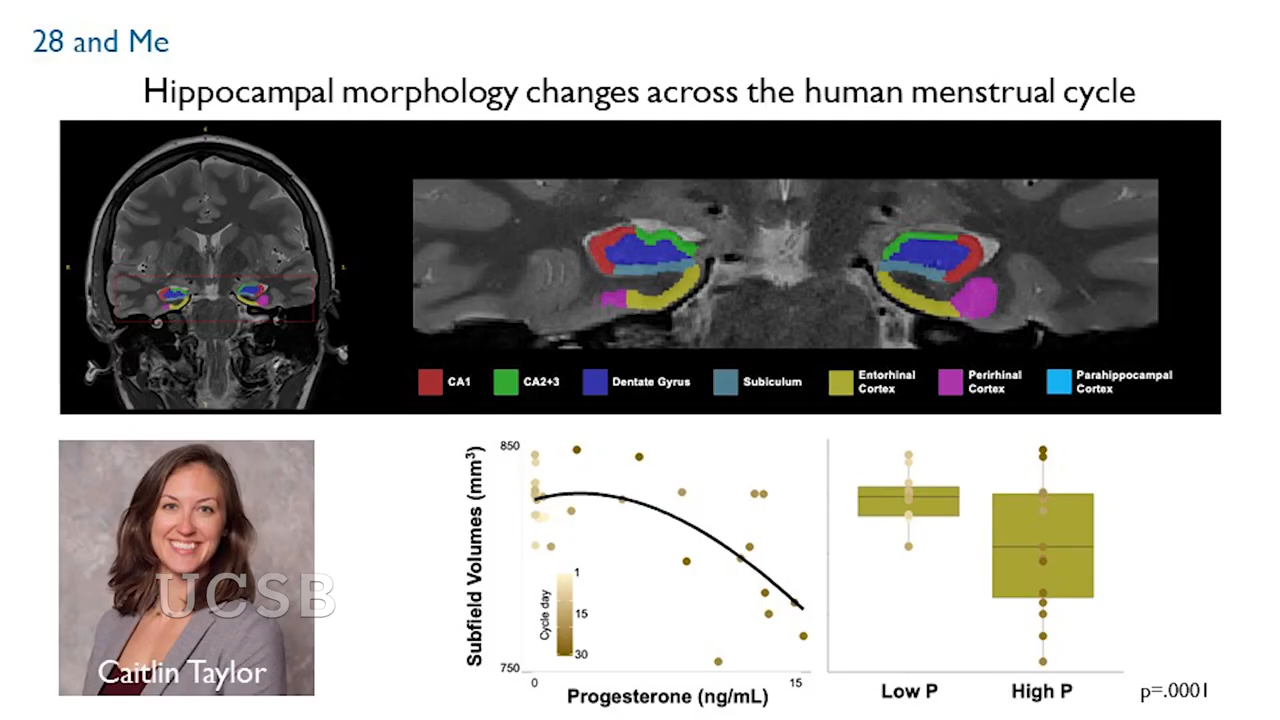 28 and Me
Hippocampal morphology changes across the human menstrual cycle
CA1
CA2+3
Dentate Gyrus
Subiculum
Entorhinal
Cortex
Perirhinal
Cortex
Parahippocampal
Cortex
UCSB
Caitlin Taylor
Subfield Volumes (mm³)
850
750
Cycle day
1
15
30
0
15
Progesterone (ng/mL)
Low P
High P
p=.0001